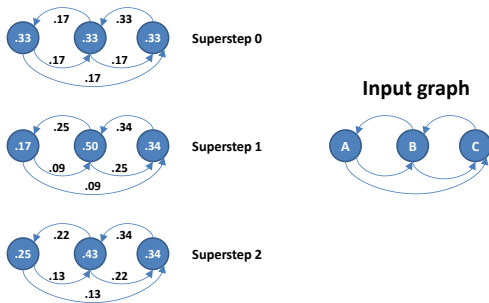 .17 .33
.33 .33 .33 Superstep 0
.17 .17
.17
Input graph
.25 .34
.17 .50 .34 Superstep 1
A B C
.09 .25
.09
.22 .34
.25 .43 .34 Superstep 2
.13 .22
.13